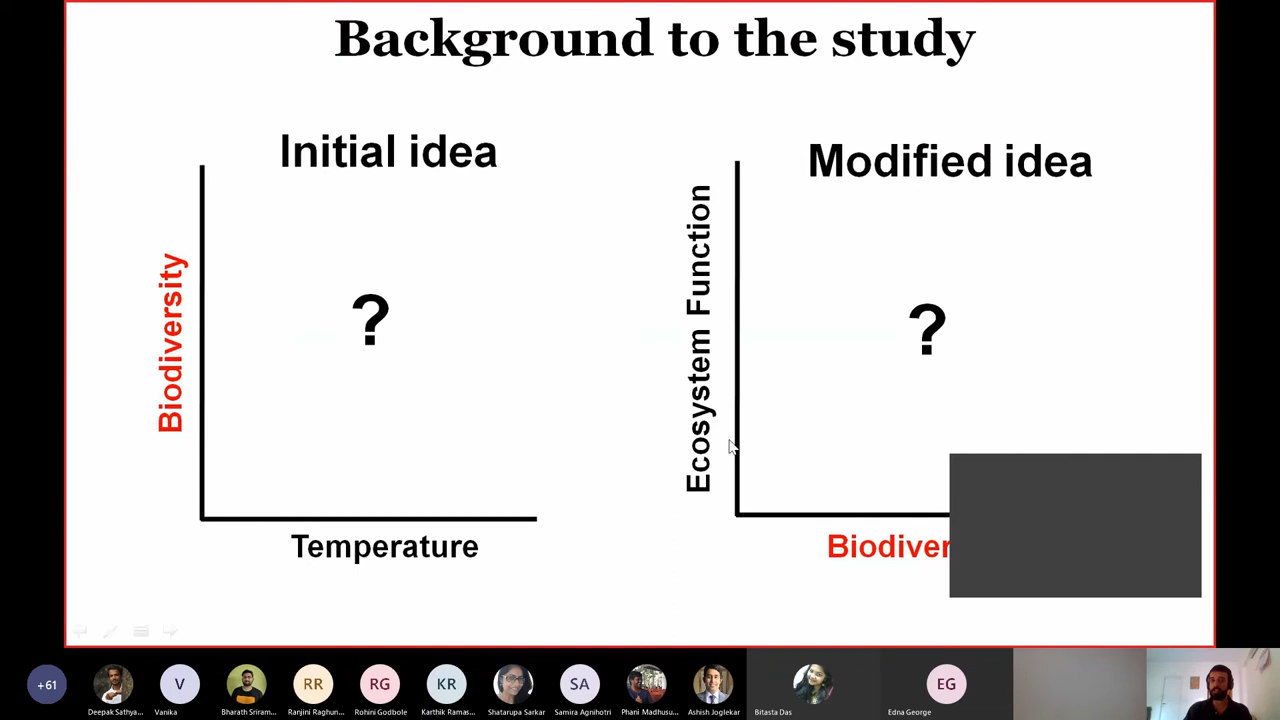 Background to the study
Initial idea
Biodiversity
?
Temperature
Modified idea
Ecosystem Function
?
Biodiver
+61
V
RR
RG
KR
SA
EG
Deepak Sathya...
Vanika
Bharath Sriram...
Ranjini Raghun...
Rohini Godbole
Karthik Ramas...
Shatarupa Sarkar
Samira Agnihotri
Phani Madhusu...
Ashish Joglekar
Bitasta Das
Edna George